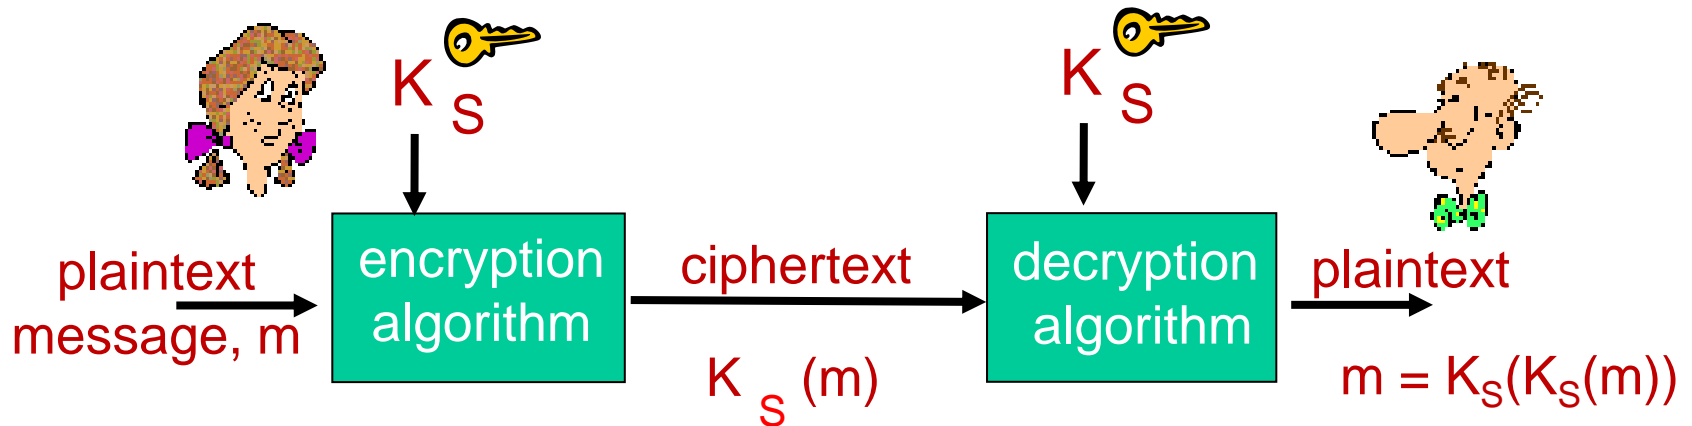 K S
K S
plaintext
message, m
encryption
algorithm
ciphertext
K S (m)
decryption
algorithm
plaintext
m = KS(KS(m))